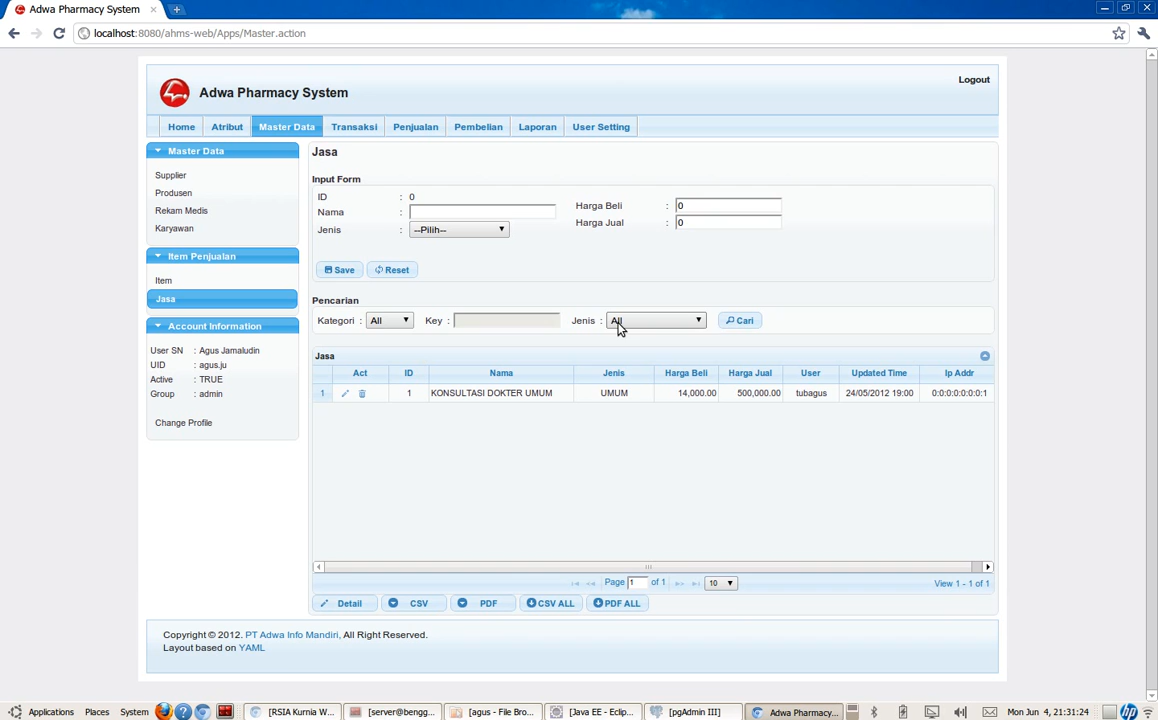 Adwa Pharmacy System
localhost:8080/ahms-web/Apps/Master.action
Adwa Pharmacy System
Logout
Home Atribut Master Data Transaksi Penjualan Pembelian Laporan User Setting
Master Data
Supplier
Produsen
Rekam Medis
Karyawan
Item Penjualan
Item
Jasa
Account Information
User SN : Agus Jamaludin
UID : agus.ju
Active : TRUE
Group : admin
Change Profile
Jasa
Input Form
ID : 0
Nama :
Jenis : --Pilih--
Harga Beli : 0
Harga Jual : 0
Save Reset
Pencarian
Kategori : All Key : Jenis : All Cari
Jasa
Act ID Nama Jenis Harga Beli Harga Jual User Updated Time Ip Addr
1 1 KONSULTASI DOKTER UMUM UMUM 14,000.00 500,000.00 tubagus 24/05/2012 19:00 0:0:0:0:0:0:0:1
Page 1 of 1 10 View 1 - 1 of 1
Detail CSV PDF CSV ALL PDF ALL
Copyright © 2012. PT Adwa Info Mandiri, All Right Reserved.
Layout based on YAML
Applications Places System [RSIA Kurnia W... [server@bengg... [agus - File Bro... [Java EE - Eclip... [pgAdmin III] Adwa Pharmacy... Mon Jun 4, 21:31:24